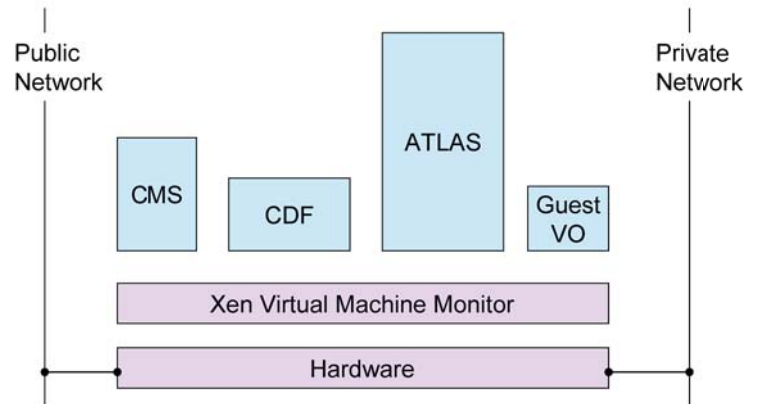 Public
Network
Private
Network
ATLAS
CMS
CDF
Guest
VO
Xen Virtual Machine Monitor
Hardware